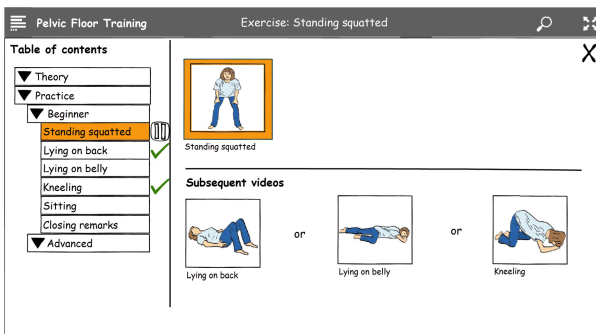 Pelvic Floor Training
Exercise: Standing squatted
Table of contents
Theory
Practice
Beginner
Standing squatted
Lying on back
Lying on belly
Kneeling
Sitting
Closing remarks
Advanced
X
Standing squatted
Subsequent videos
or
or
Lying on back
Lying on belly
Kneeling